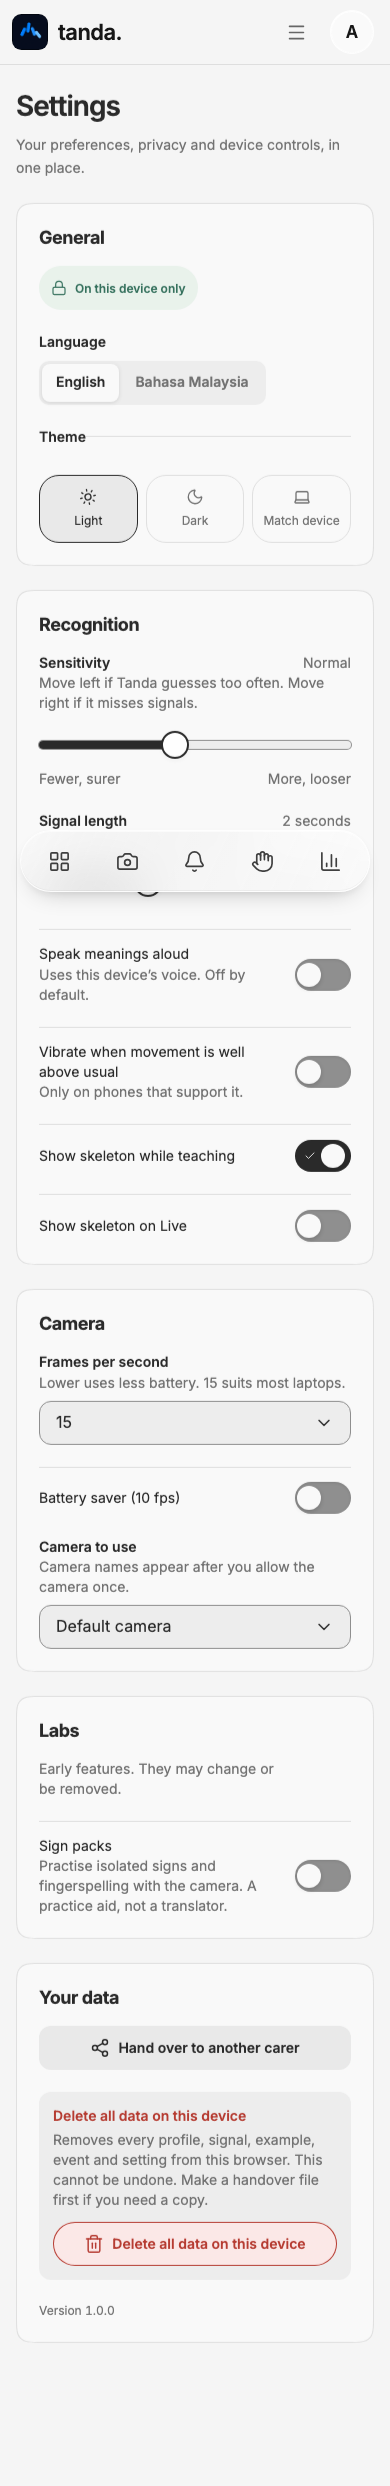 tanda.
A
Settings
Your preferences, privacy and device controls, in
one place.
General
On this device only
Language
English
Bahasa Malaysia
Theme
Light
Dark
Match device
Recognition
Sensitivity
Normal
Move left if Tanda guesses too often. Move
right if it misses signals.
Fewer, surer
More, looser
Signal length
2 seconds
Speak meanings aloud
Uses this device’s voice. Off by
default.
Vibrate when movement is well
above usual
Only on phones that support it.
Show skeleton while teaching
Show skeleton on Live
Camera
Frames per second
Lower uses less battery. 15 suits most laptops.
15
Battery saver (10 fps)
Camera to use
Camera names appear after you allow the
camera once.
Default camera
Labs
Early features. They may change or
be removed.
Sign packs
Practise isolated signs and
fingerspelling with the camera. A
practice aid, not a translator.
Your data
Hand over to another carer
Delete all data on this device
Removes every profile, signal, example,
event and setting from this browser. This
cannot be undone. Make a handover file
first if you need a copy.
Delete all data on this device
Version 1.0.0